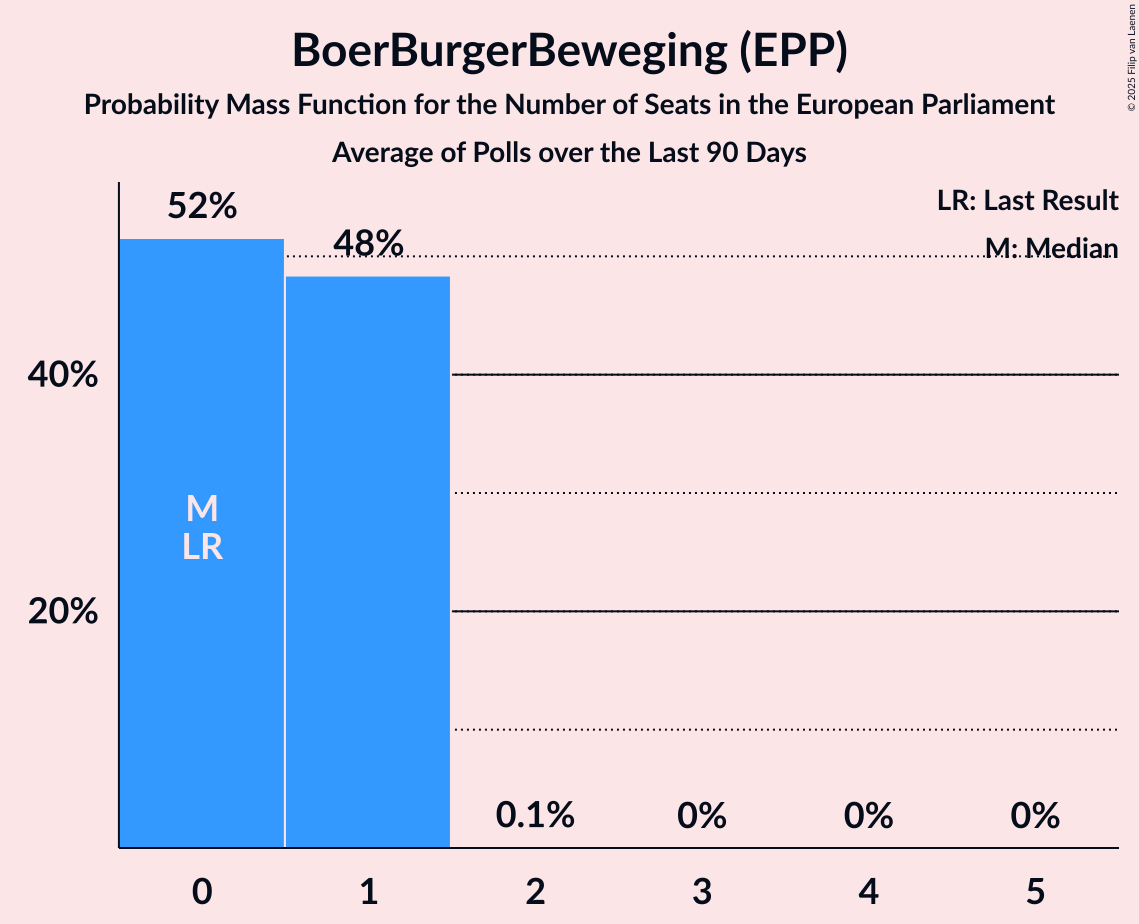 BoerBurgerBeweging (EPP)
Probability Mass Function for the Number of Seats in the European Parliament
Average of Polls over the Last 90 Days
© 2025 Filip van Laenen
LR: Last Result
M: Median
52%
48%
40%
20%
M
LR
0.1%
0%
0%
0%
0
1
2
3
4
5